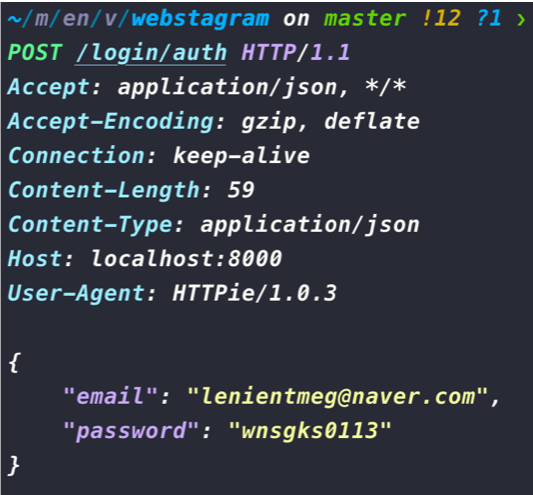 ~/m/en/v/webstagram on master !12 ?1 ❯
POST /login/auth HTTP/1.1
Accept: application/json, */*
Accept-Encoding: gzip, deflate
Connection: keep-alive
Content-Length: 59
Content-Type: application/json
Host: localhost:8000
User-Agent: HTTPie/1.0.3

{
    "email": "lenientmeg@naver.com",
    "password": "wnsgks0113"
}